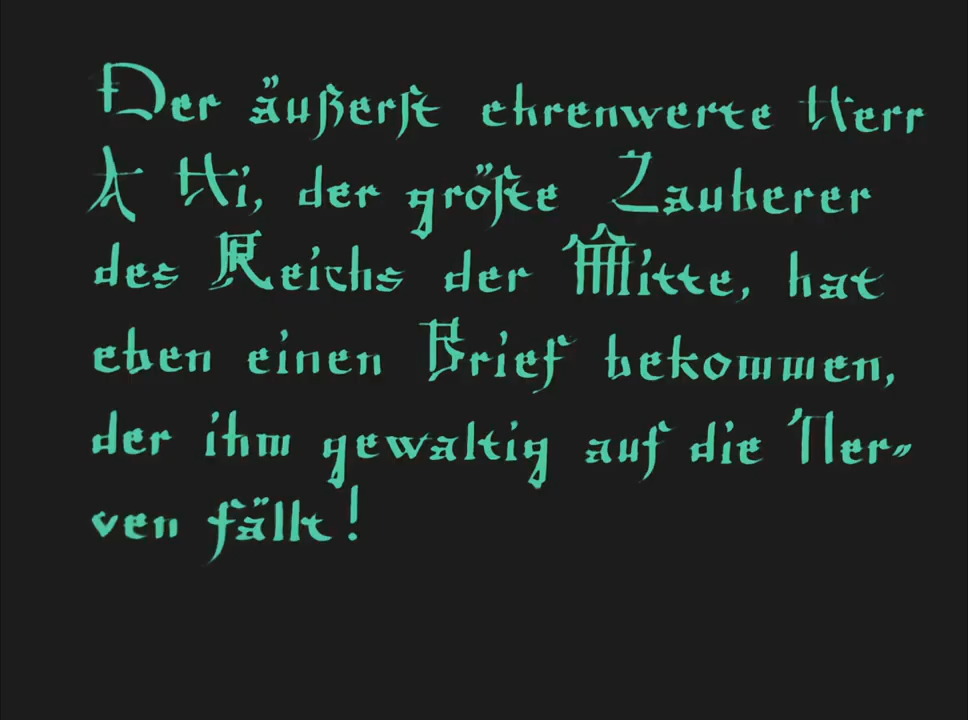 Der äußerst ehrenwerte Herr
A Hi, der größte Zauberer
des Reichs der Mitte, hat
eben einen Brief bekommen,
der ihm gewaltig auf die Ner-
ven fällt!